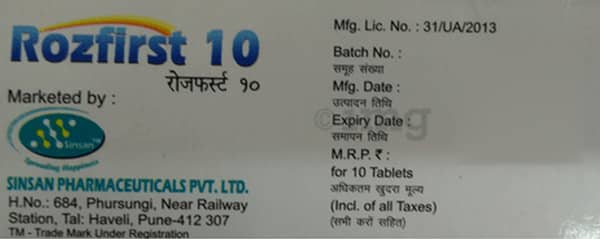 Rozfirst 10
रोजफर्स्ट १०
Marketed by :
Sinsan™
Spreading Happiness
SINSAN PHARMACEUTICALS PVT. LTD.
H.No.: 684, Phursungi, Near Railway
Station, Tal: Haveli, Pune-412 307
TM - Trade Mark Under Registration
Mfg. Lic. No. : 31/UA/2013
Batch No. :
समूह संख्या
Mfg. Date :
उत्पादन तिथि
Expiry Date :
समापन तिथि
M.R.P. ₹ :
for 10 Tablets
अधिकतम खुदरा मूल्य
(Incl. of all Taxes)
(सभी करों सहित)